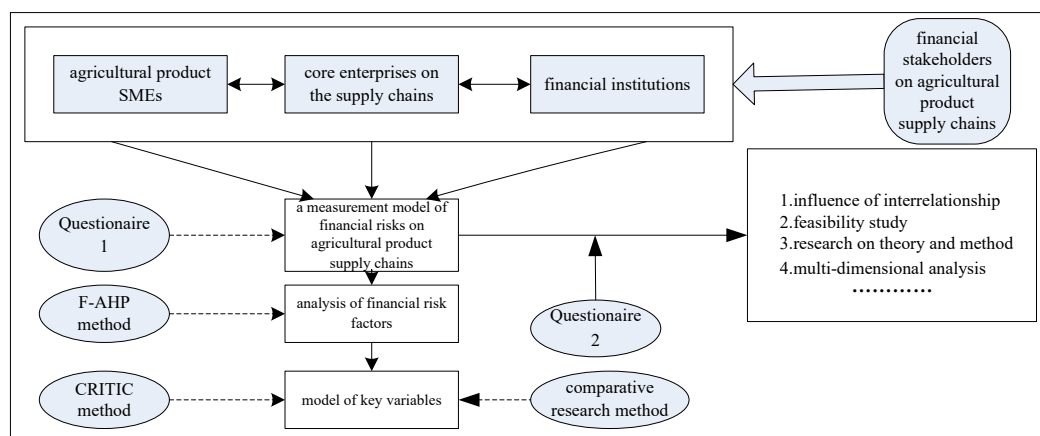 agricultural product
SMEs
core enterprises on
the supply chains
financial institutions
financial
stakeholders
on agricultural
product
supply chains
Questionaire
1
a measurement model of
financial risks on
agricultural product
supply chains
1.influence of interrelationship
2.feasibility study
3.research on theory and method
4.multi-dimensional analysis
…………
F-AHP
method
analysis of financial risk
factors
Questionaire
2
CRITIC
method
model of key variables
comparative
research method